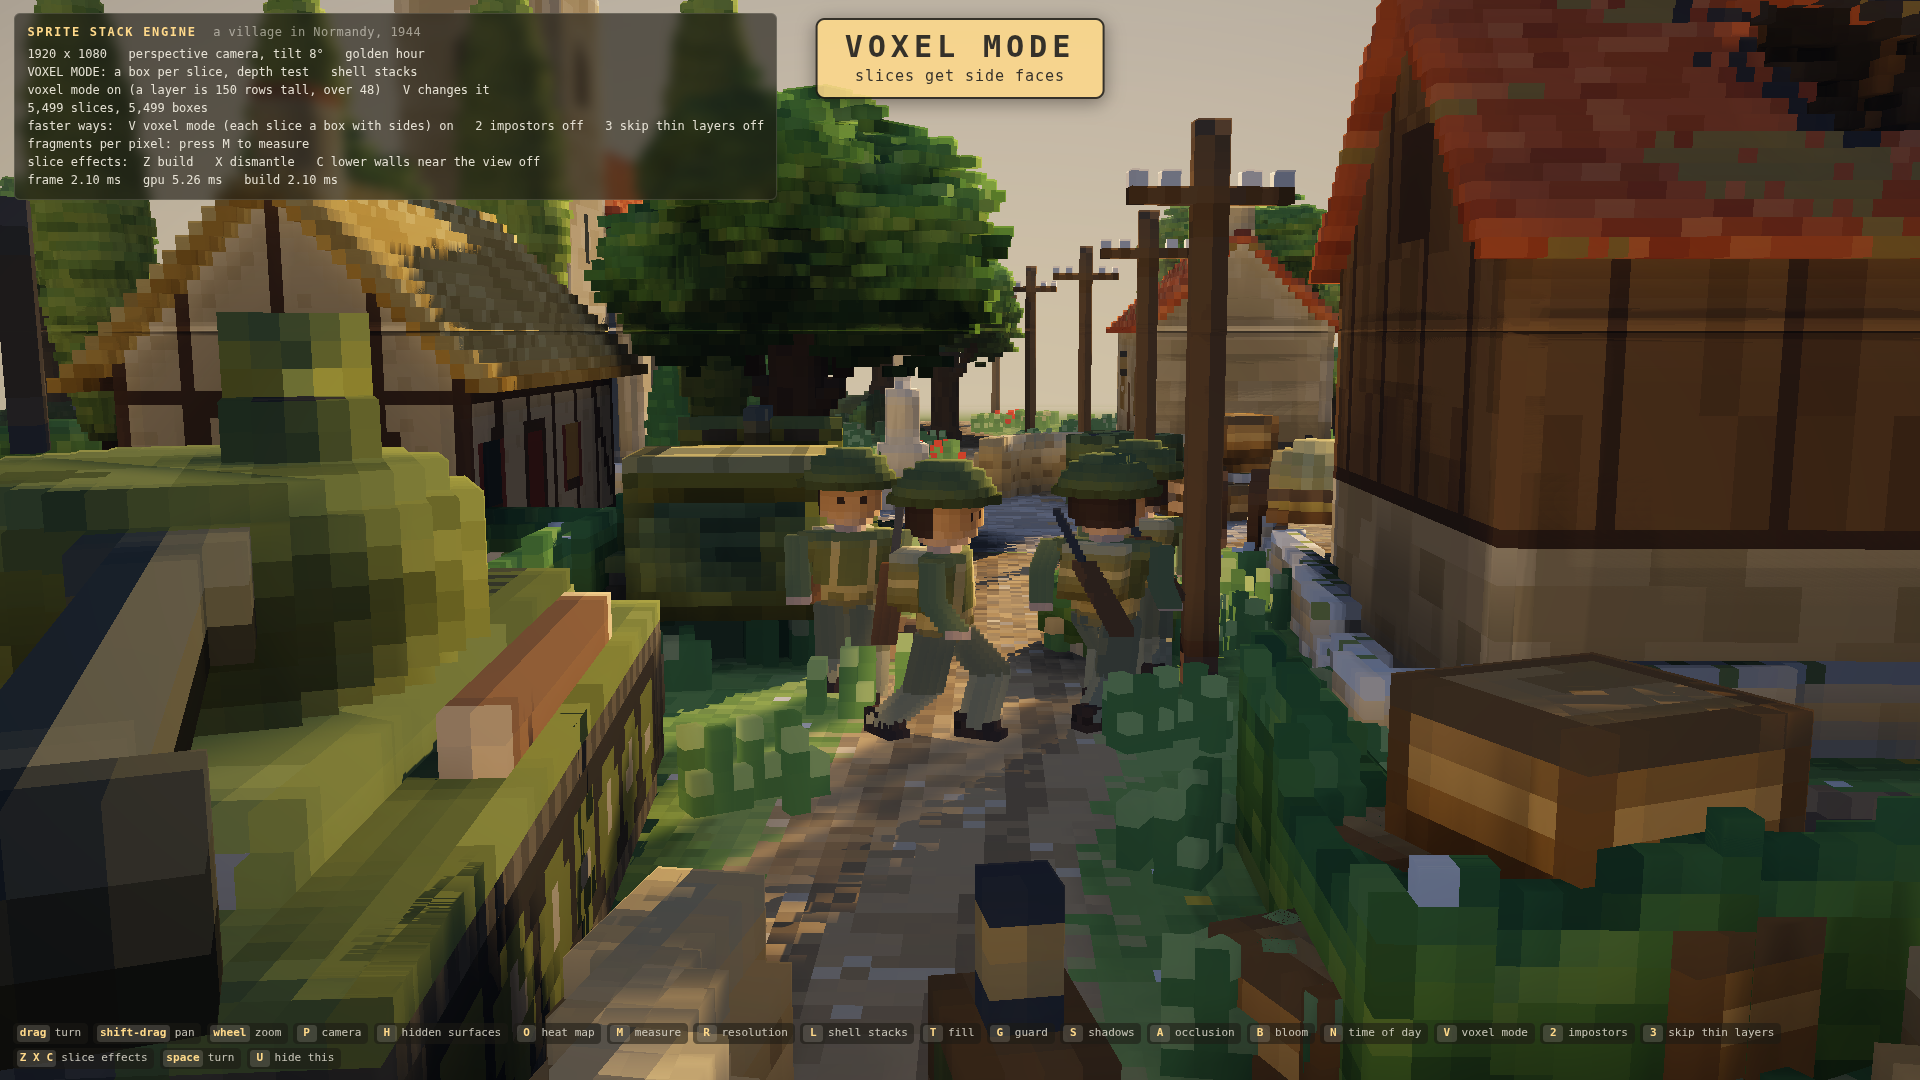 SPRITE STACK ENGINE a village in Normandy, 1944
1920 x 1080 perspective camera, tilt 8° golden hour
VOXEL MODE: a box per slice, depth test shell stacks
voxel mode on (a layer is 150 rows tall, over 48) V changes it
5,499 slices, 5,499 boxes
faster ways: V voxel mode (each slice a box with sides) on 2 impostors off 3 skip thin layers off
fragments per pixel: press M to measure
slice effects: Z build X dismantle C lower walls near the view off
frame 2.10 ms gpu 5.26 ms build 2.10 ms
VOXEL MODE
slices get side faces
drag turn shift-drag pan wheel zoom P camera H hidden surfaces O heat map M measure R resolution L shell stacks T fill G guard S shadows A occlusion B bloom N time of day V voxel mode 2 impostors 3 skip thin layers
Z X C slice effects space turn U hide this